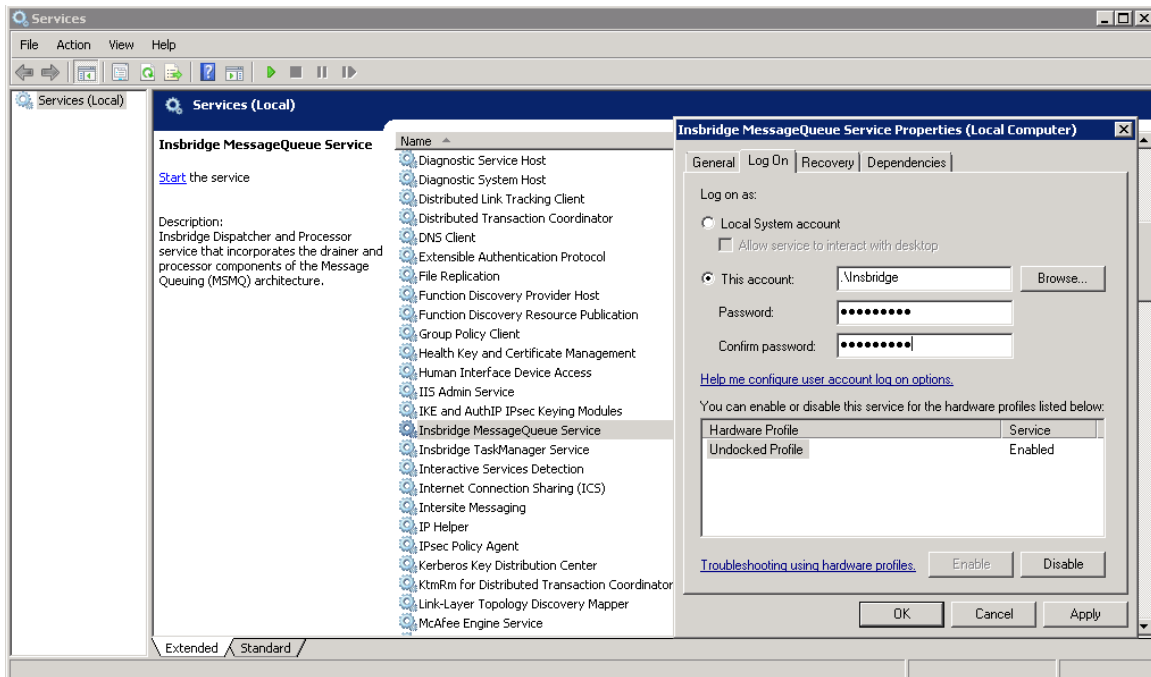 Services
File Action View Help
Services (Local)
Services (Local)
Insbridge MessageQueue Service
Start the service
Description:
Insbridge Dispatcher and Processor
service that incorporates the drainer and
processor components of the Message
Queuing (MSMQ) architecture.
Name
Diagnostic Service Host
Diagnostic System Host
Distributed Link Tracking Client
Distributed Transaction Coordinator
DNS Client
Extensible Authentication Protocol
File Replication
Function Discovery Provider Host
Function Discovery Resource Publication
Group Policy Client
Health Key and Certificate Management
Human Interface Device Access
IIS Admin Service
IKE and AuthIP IPsec Keying Modules
Insbridge MessageQueue Service
Insbridge TaskManager Service
Interactive Services Detection
Internet Connection Sharing (ICS)
Intersite Messaging
IP Helper
IPsec Policy Agent
Kerberos Key Distribution Center
KtmRm for Distributed Transaction Coordinator
Link-Layer Topology Discovery Mapper
McAfee Engine Service
Extended Standard
Insbridge MessageQueue Service Properties (Local Computer)
General Log On Recovery Dependencies
Log on as:
Local System account
Allow service to interact with desktop
This account: .\Insbridge Browse...
Password: •••••••••
Confirm password: •••••••••
Help me configure user account log on options.
You can enable or disable this service for the hardware profiles listed below:
Hardware Profile Service
Undocked Profile Enabled
Troubleshooting using hardware profiles. Enable Disable
OK Cancel Apply